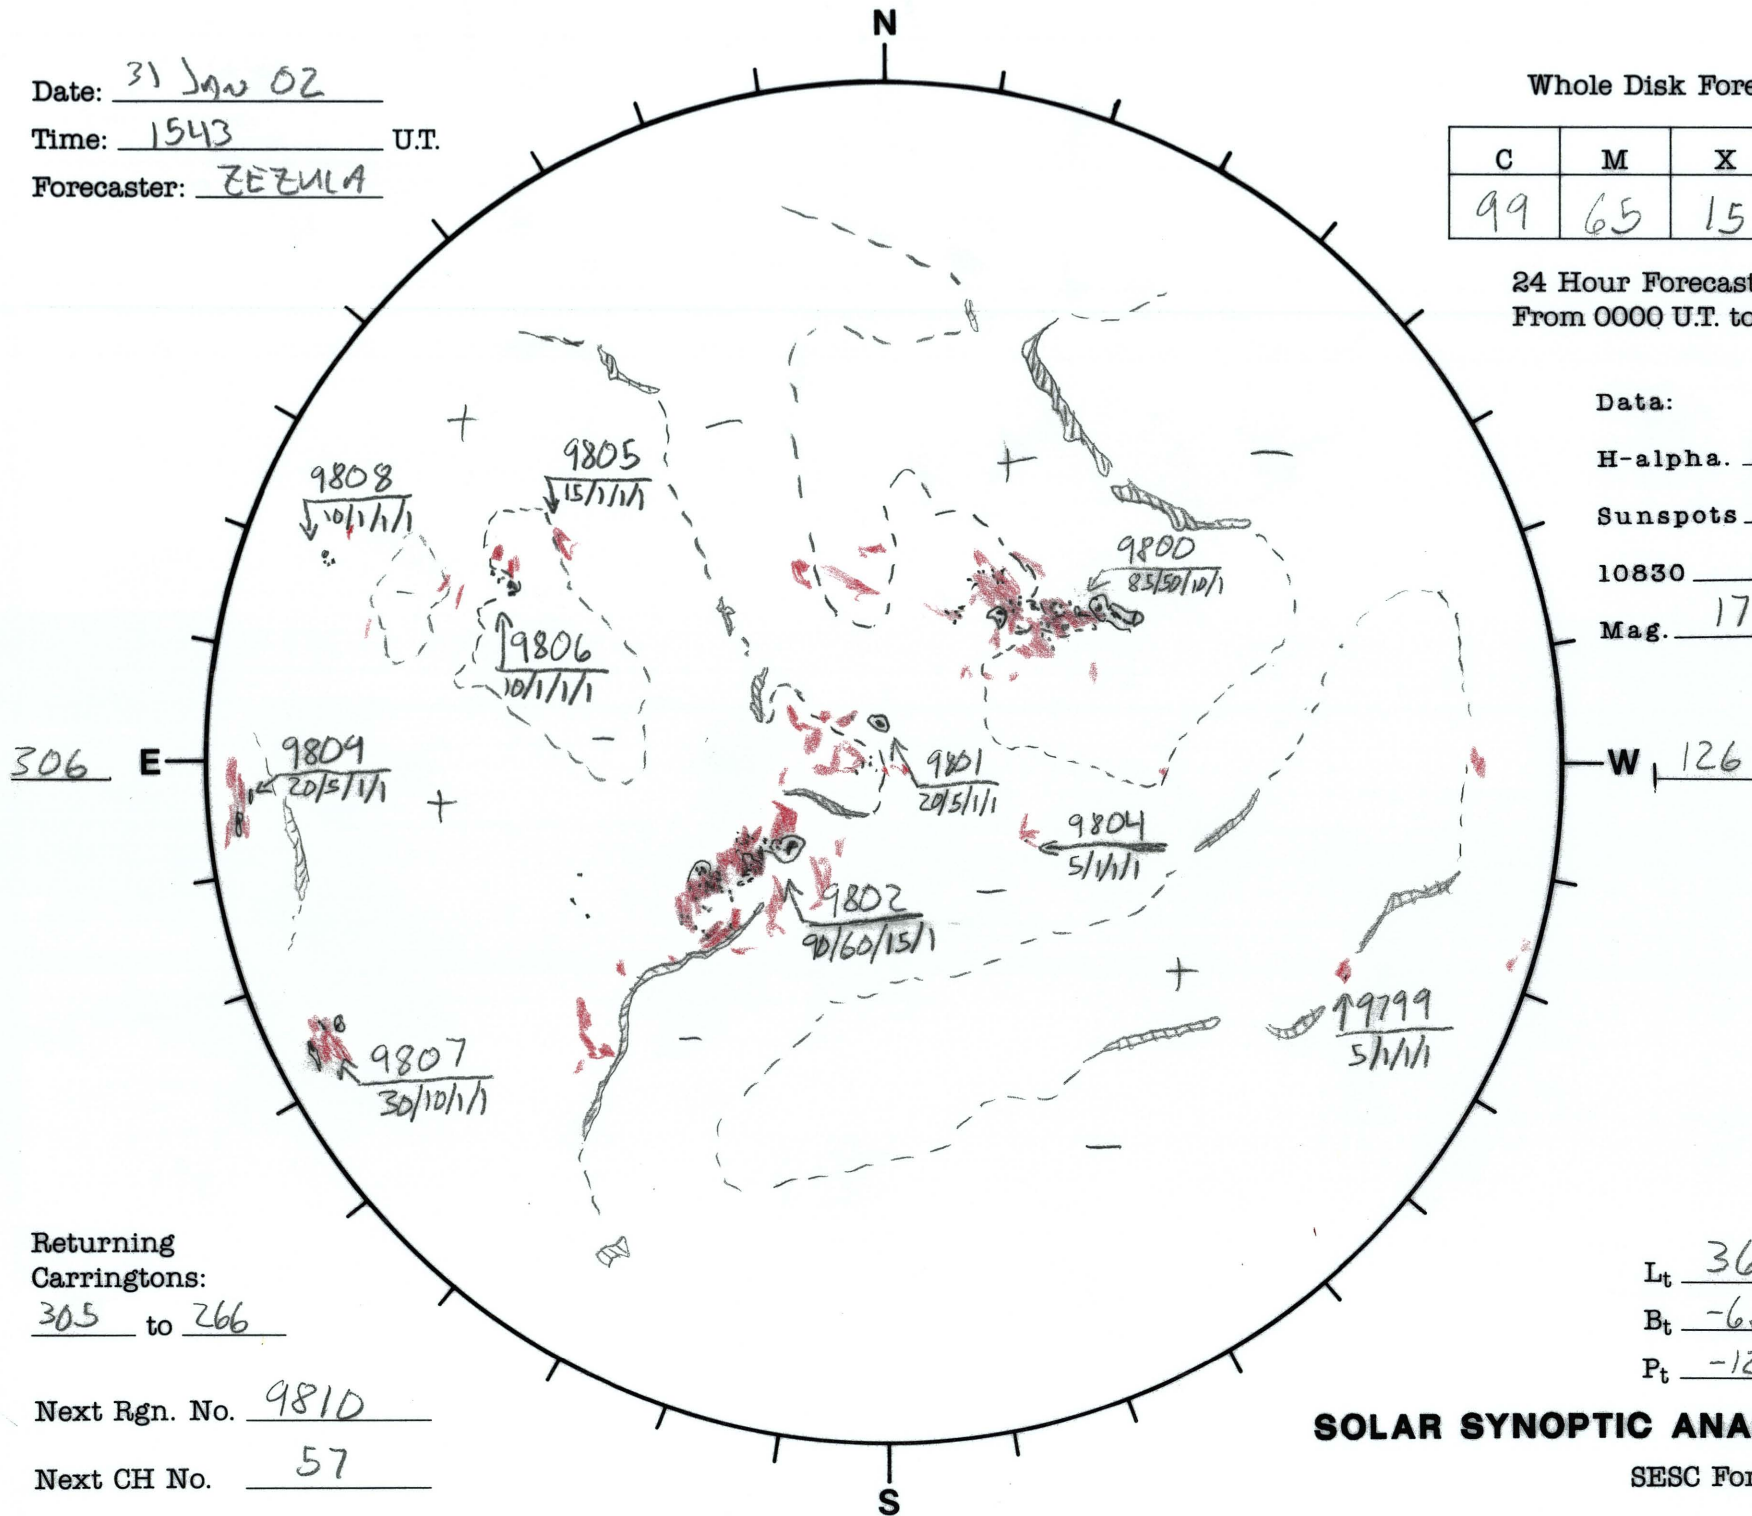 N
Date: 31 JAN 02
Time: 1543 U.T.
Forecaster: ZEZULA
Whole Disk Fore
C M X
99 65 15
24 Hour Forecast
From 0000 U.T. to
Data:
H-alpha.
Sunspots
10830
Mag. 17
9808
10/1/1/1
9805
15/1/1/1
9800
85/50/10/1
9806
10/1/1/1
306 E
W 126
9809
20/5/1/1
9801
20/5/1/1
9804
5/1/1/1
9802
90/60/15/1
9799
5/1/1/1
9807
30/10/1/1
Returning
Carringtons:
305 to 266
Next Rgn. No. 9810
Next CH No. 57
Lt 36
Bt -6.
Pt -12
SOLAR SYNOPTIC ANA
SESC For
S